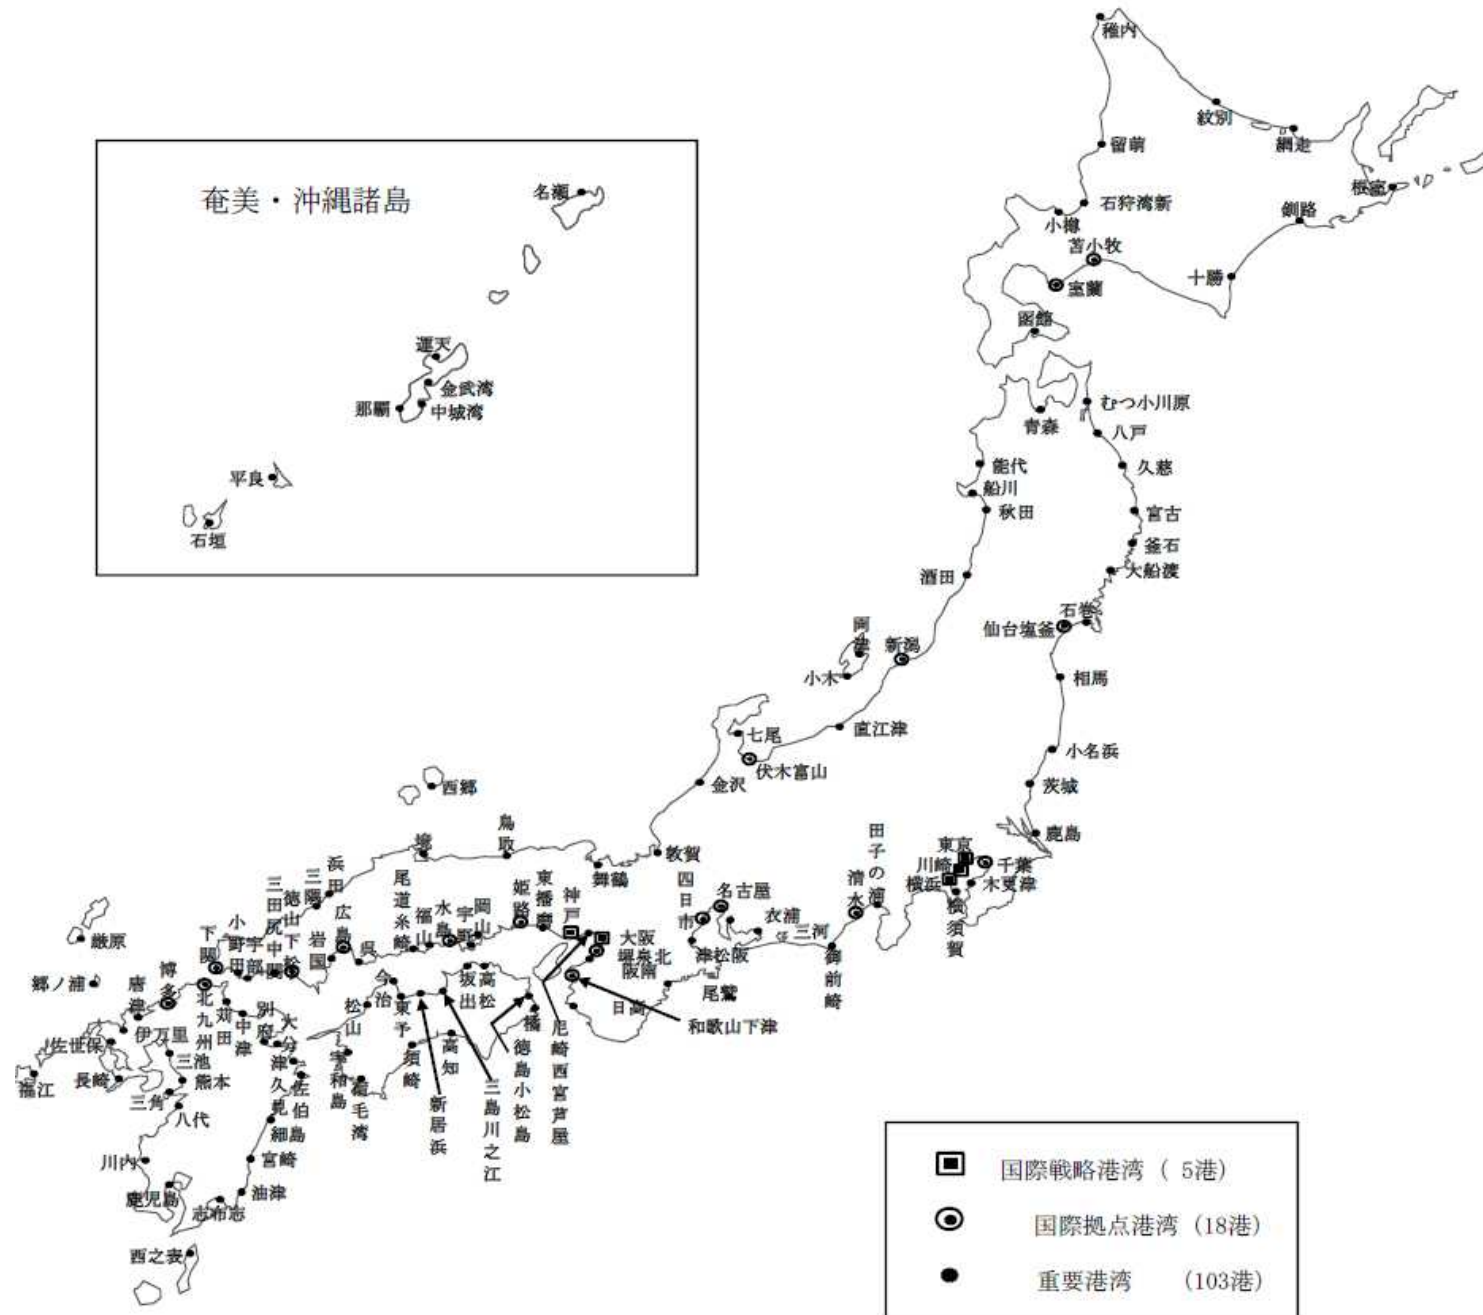 稚内
紋別
網走
留萌
根室
石狩湾新
小樽
釧路
苫小牧
十勝
室蘭
函館
奄美・沖縄諸島
名瀬
運天
金武湾
那覇
中城湾
平良
石垣
むつ小川原
青森
八戸
能代
久慈
船川
秋田
宮古
釜石
大船渡
酒田
石巻
仙台塩釜
両津
新潟
小木
相馬
直江津
七尾
小名浜
伏木富山
金沢
茨城
西郷
鹿島
境
鳥取
敦賀
舞鶴
田子の浦
清水
東京
川崎
横浜
千葉
木更津
横須賀
四日市
名古屋
衣浦
三河
御前崎
津松阪
尾鷲
浜田
三隅
三田尻中関
徳山下松
広島
岩国
呉
尾道糸崎
福山
水島
宇野
岡山
姫路
東播磨
神戸
大阪
堺泉北
阪南
日高
和歌山下津
下関
小野田
宇部
厳原
郷ノ浦
博多
唐津
北九州
苅田
中津
別府
大分
津久見
佐伯
今治
松山
東予
坂出
高松
橘
徳島小松島
尼崎西宮芦屋
伊万里
佐世保
三池
長崎
熊本
福江
三角
八代
宇和島
宿毛湾
須崎
高知
新居浜
三島川之江
細島
宮崎
川内
鹿児島
油津
志布志
西之表
国際戦略港湾 ( 5港)
国際拠点港湾 (18港)
重要港湾 (103港)